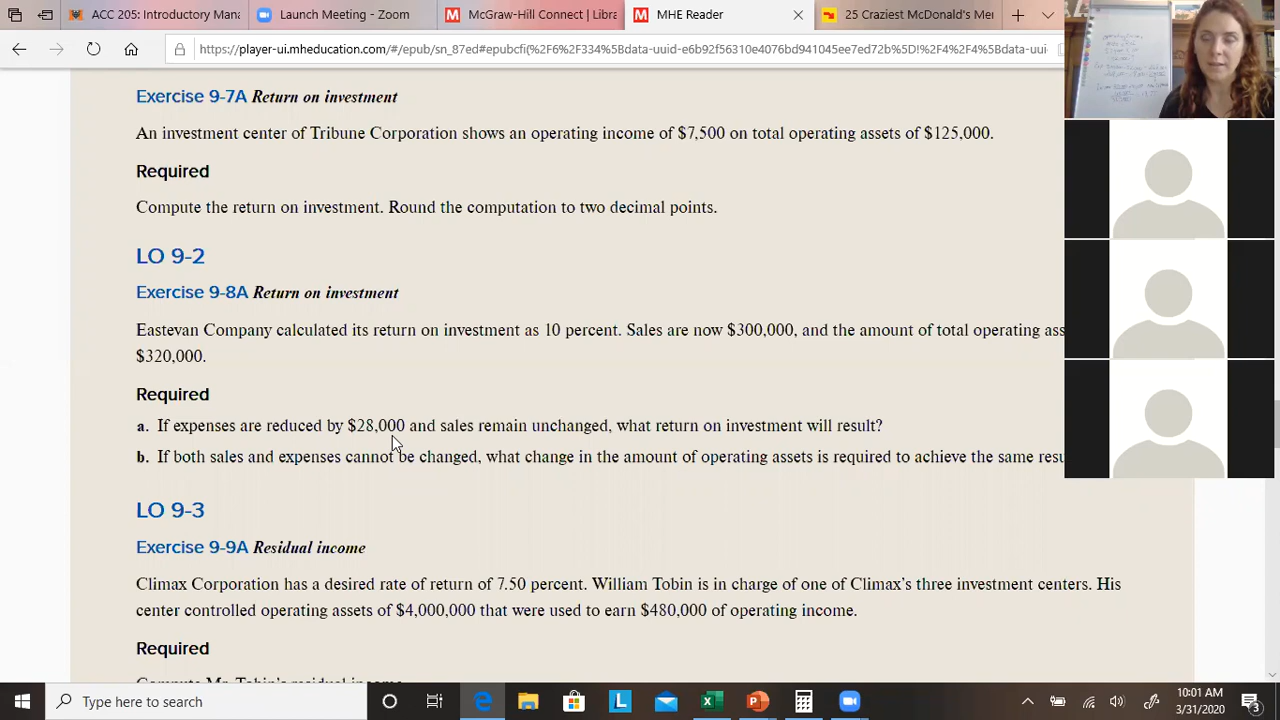 ACC 205: Introductory Mana
Launch Meeting - Zoom
McGraw-Hill Connect | Libra
MHE Reader
25 Craziest McDonald's Mer
https://player-ui.mheducation.com/#/epub/sn_87ed#epubcfi(%2F6%2F334%5Bdata-uuid-e6b92f56310e4076bd941045ee7ed72b%5D!%2F4%2F4%5Bdata-uu
Exercise 9-7A Return on investment
An investment center of Tribune Corporation shows an operating income of $7,500 on total operating assets of $125,000.
Required
Compute the return on investment. Round the computation to two decimal points.
LO 9-2
Exercise 9-8A Return on investment
Eastevan Company calculated its return on investment as 10 percent. Sales are now $300,000, and the amount of total operating ass
$320,000.
Required
a. If expenses are reduced by $28,000 and sales remain unchanged, what return on investment will result?
b. If both sales and expenses cannot be changed, what change in the amount of operating assets is required to achieve the same resu
LO 9-3
Exercise 9-9A Residual income
Climax Corporation has a desired rate of return of 7.50 percent. William Tobin is in charge of one of Climax's three investment centers. His
center controlled operating assets of $4,000,000 that were used to earn $480,000 of operating income.
Required
Compute Mr. Tobin's residual income.
Type here to search
10:01 AM
3/31/2020